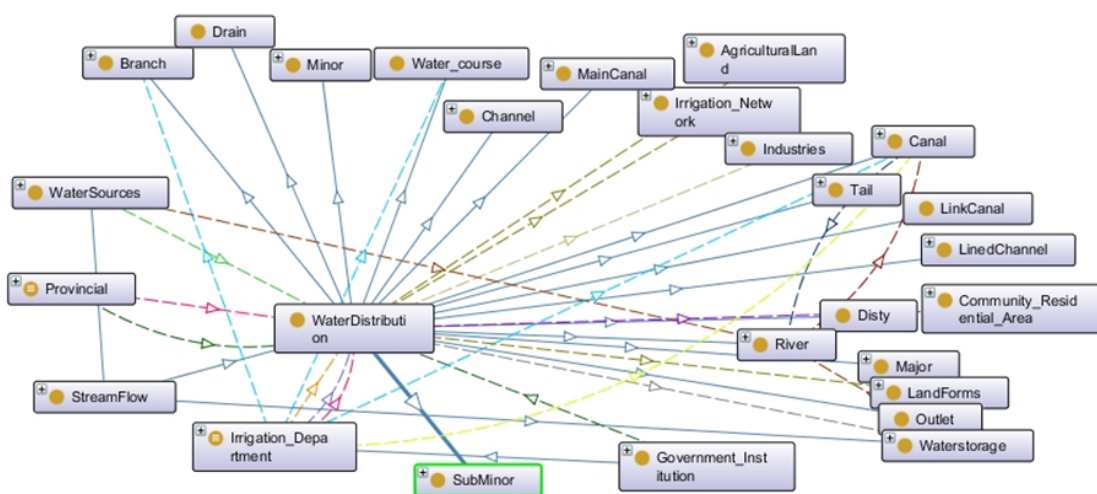 Drain
Branch
Minor
Water_course
MainCanal
AgriculturalLan
d
Channel
Irrigation_Netw
ork
Industries
Canal
WaterSources
Tail
LinkCanal
LinedChannel
Provincial
WaterDistributi
on
Disty
Community_Resid
ential_Area
River
Major
StreamFlow
LandForms
Outlet
Irrigation_Depa
rtment
Waterstorage
Government_Inst
itution
SubMinor